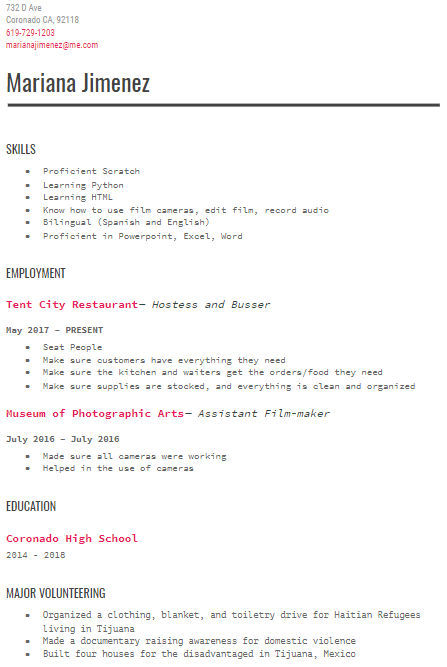 732 D Ave
Coronado CA, 92118
619-729-1203
marianajimenez@me.com
Mariana Jimenez
SKILLS
▪ Proficient Scratch
▪ Learning Python
▪ Learning HTML
▪ Know how to use film cameras, edit film, record audio
▪ Bilingual (Spanish and English)
▪ Proficient in Powerpoint, Excel, Word
EMPLOYMENT
Tent City Restaurant— Hostess and Busser
May 2017 – PRESENT
▪ Seat People
▪ Make sure customers have everything they need
▪ Make sure the kitchen and waiters get the orders/food they need
▪ Make sure supplies are stocked, and everything is clean and organized
Museum of Photographic Arts— Assistant Film-maker
July 2016 – July 2016
▪ Made sure all cameras were working
▪ Helped in the use of cameras
EDUCATION
Coronado High School
2014 - 2018
MAJOR VOLUNTEERING
▪ Organized a clothing, blanket, and toiletry drive for Haitian Refugees
living in Tijuana
▪ Made a documentary raising awareness for domestic violence
▪ Built four houses for the disadvantaged in Tijuana, Mexico